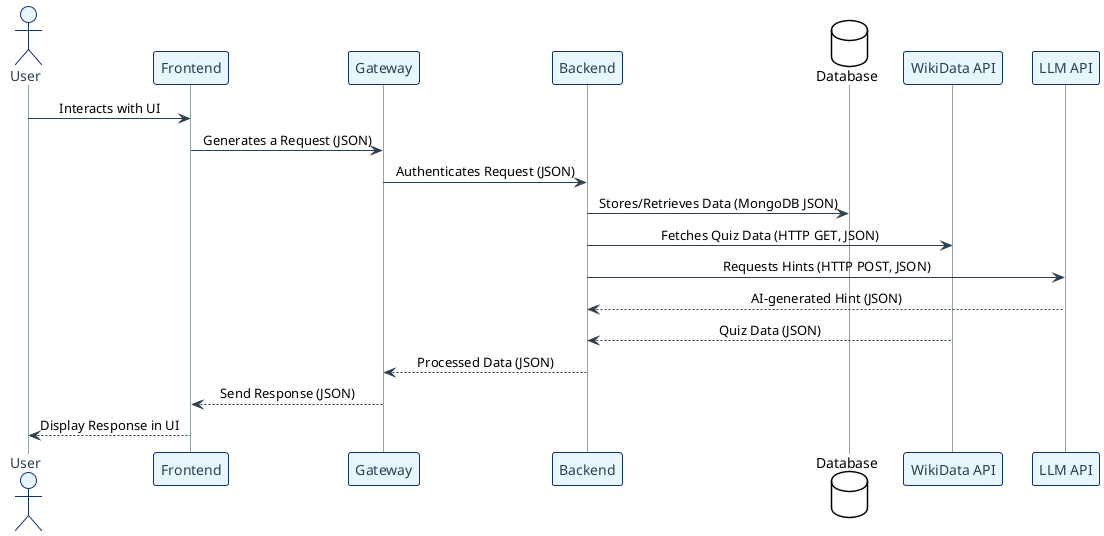 User
Frontend
Gateway
Backend
Database
WikiData API
LLM API
Interacts with UI
Generates a Request (JSON)
Authenticates Request (JSON)
Stores/Retrieves Data (MongoDB JSON)
Fetches Quiz Data (HTTP GET, JSON)
Requests Hints (HTTP POST, JSON)
AI-generated Hint (JSON)
Quiz Data (JSON)
Processed Data (JSON)
Send Response (JSON)
Display Response in UI
User
Frontend
Gateway
Backend
Database
WikiData API
LLM API